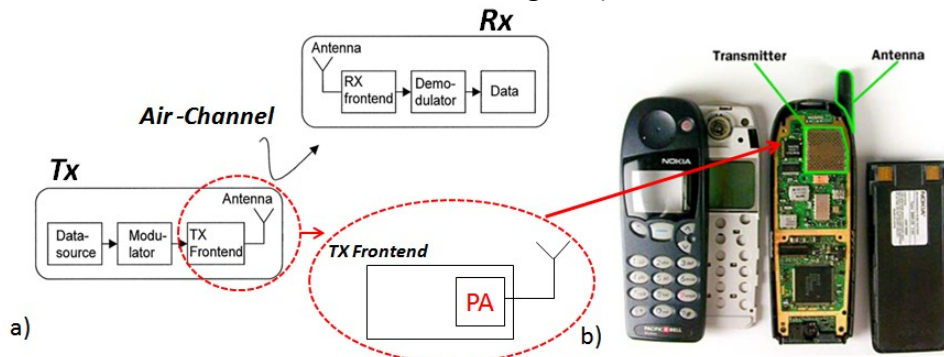 Rx
Antenna
RX
frontend
Demo-
dulator
Data
Air -Channel
Tx
Antenna
Data-
source
Modu-
lator
TX
Frontend
TX Frontend
PA
a)
b)
Transmitter
Antenna
NOKIA
PACIFIC BELL
NOKIA